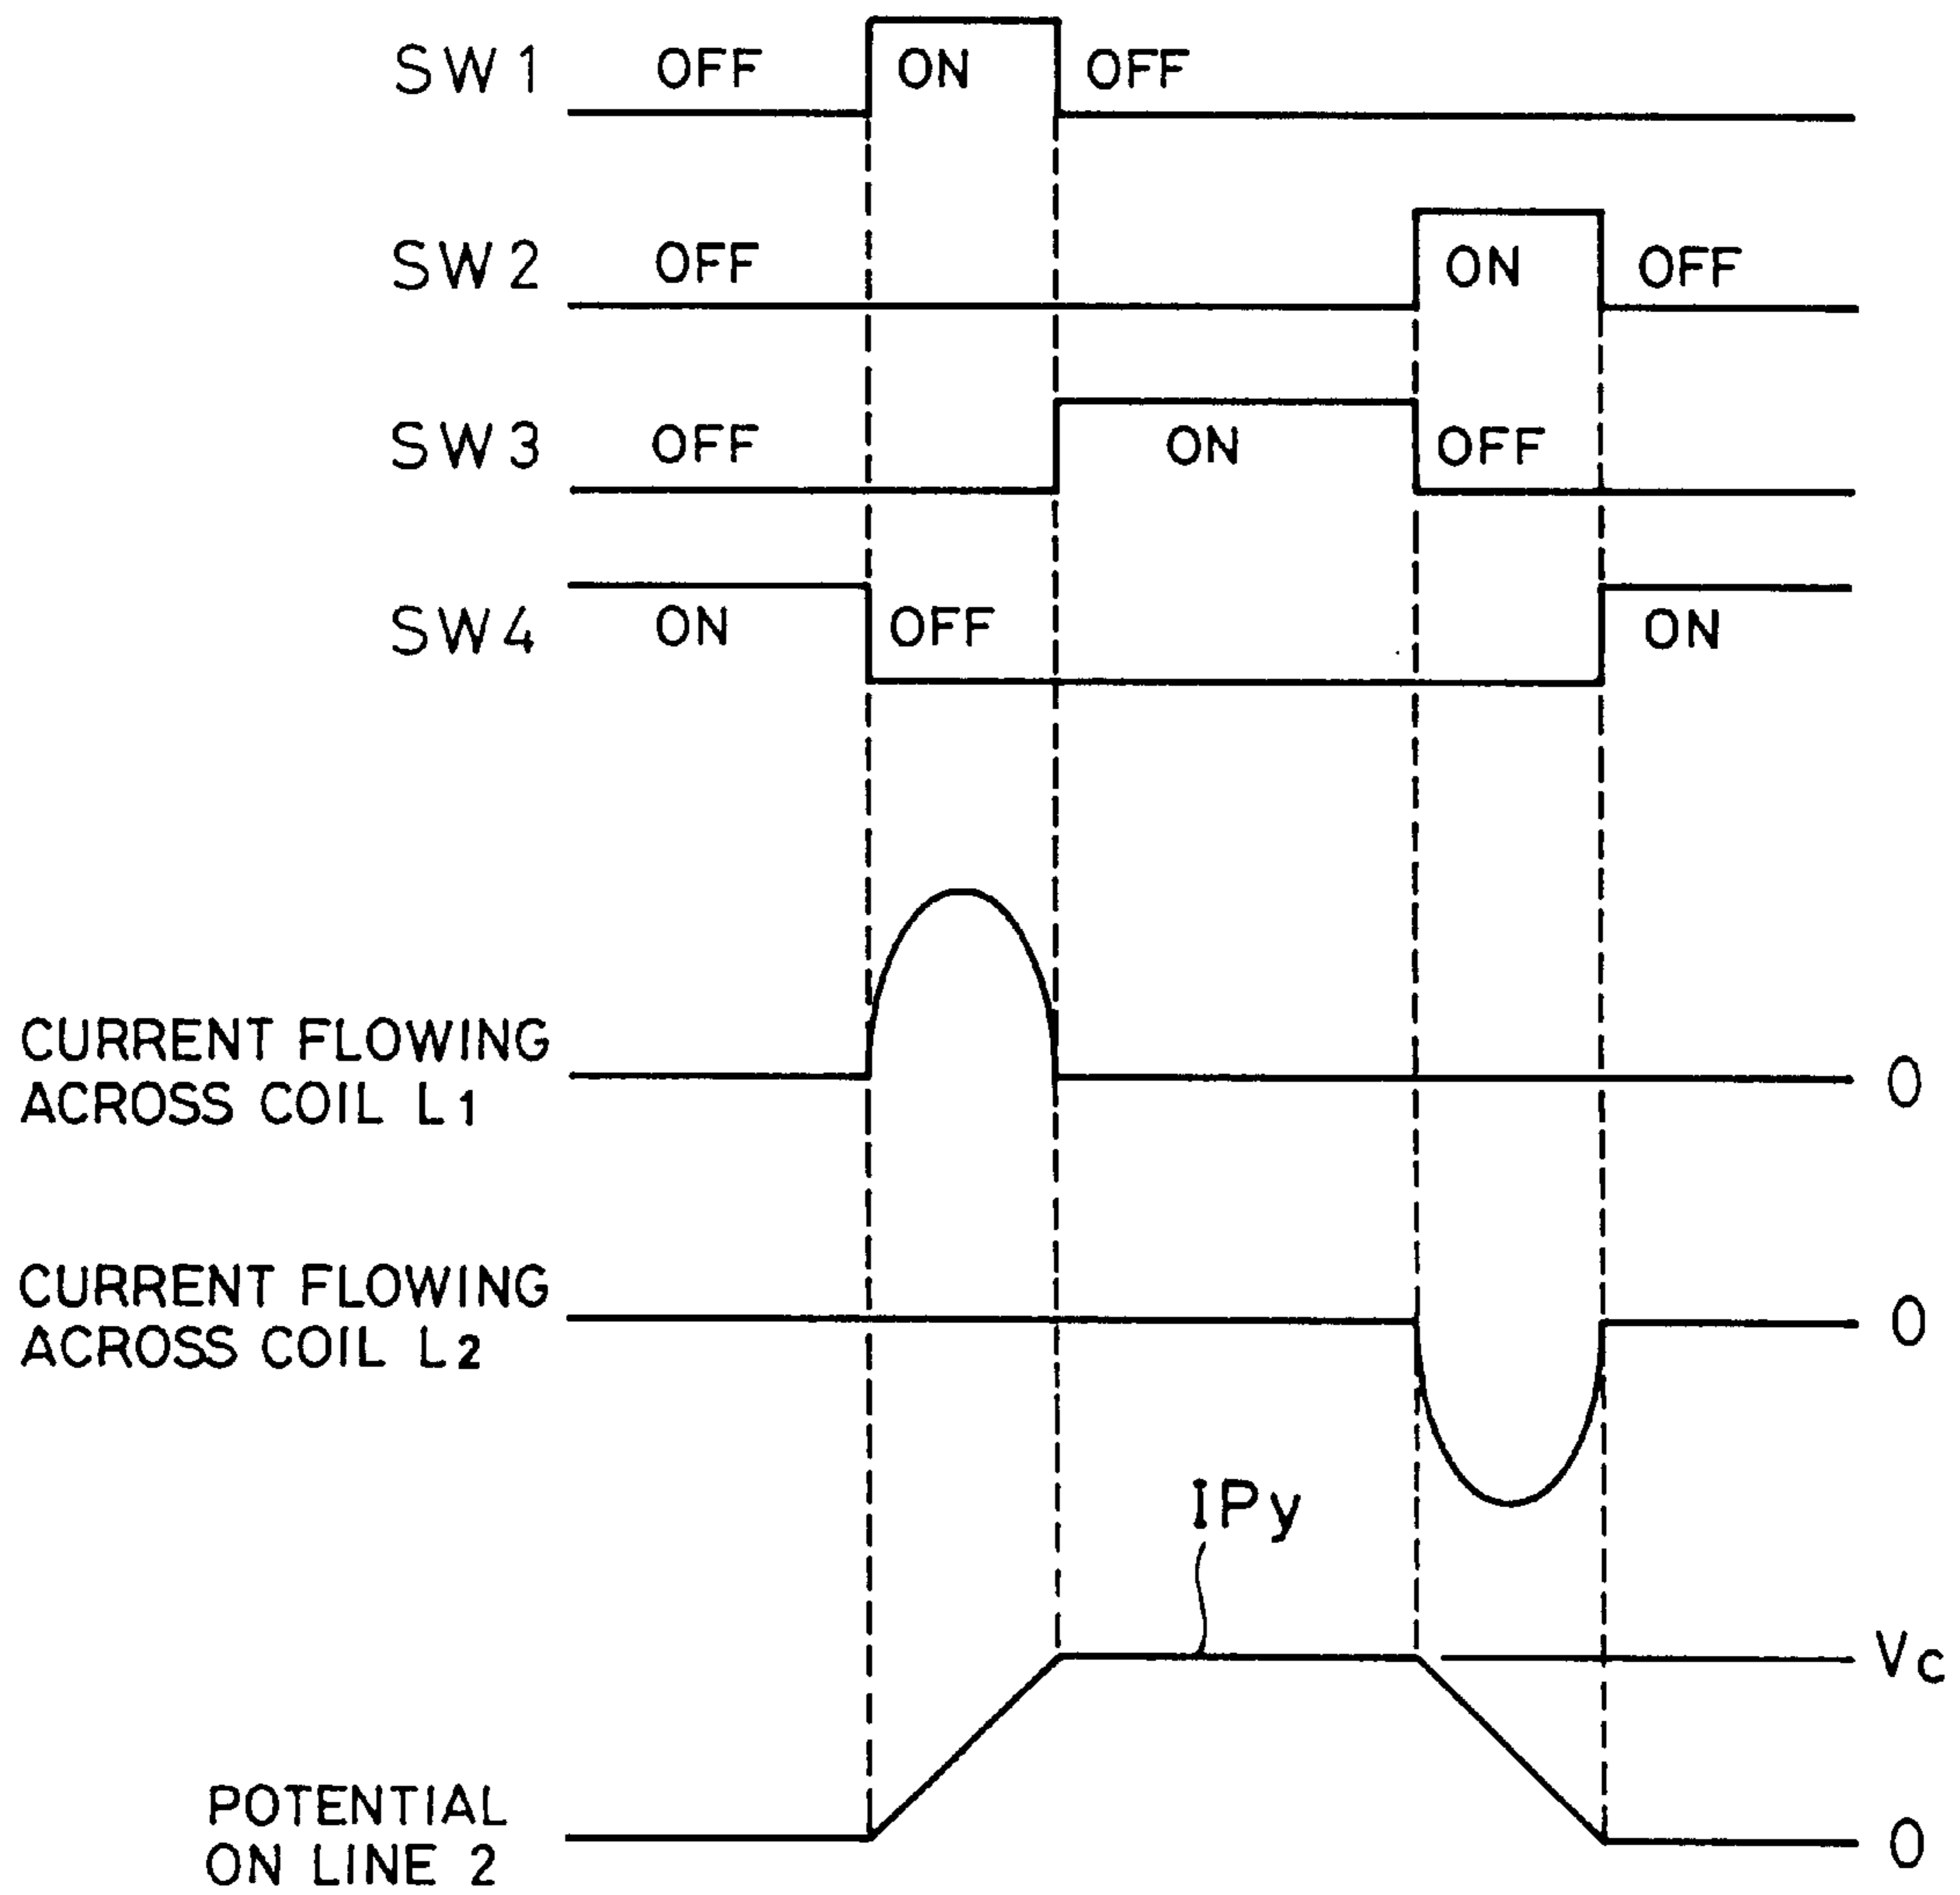 SW1 OFF ON OFF
SW2 OFF ON OFF
SW3 OFF ON OFF
SW4 ON OFF ON
CURRENT FLOWING
ACROSS COIL L1 0
CURRENT FLOWING
ACROSS COIL L2 0
IPy
Vc
POTENTIAL
ON LINE 2 0